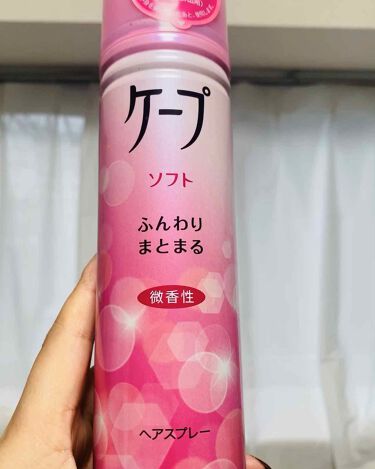 ケープ
ソフト
ふんわり
まとまる
微香性
ヘアスプレー